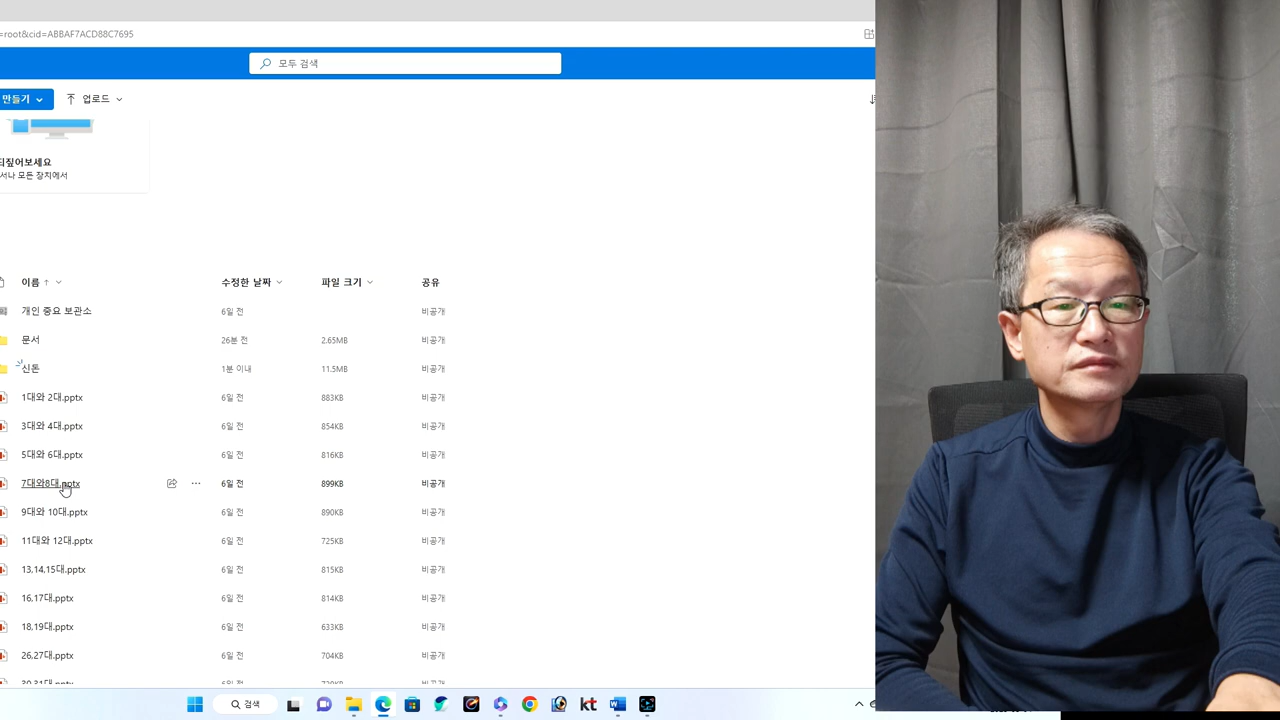 =root&cid=ABBAF7ACD88C7695
모두 검색
만들기 업로드
디짚어보세요
서나 모든 장치에서
이름 수정한 날짜 파일 크기 공유
개인 중요 보관소 6일 전 비공개
문서 26분 전 2.65MB 비공개
신돈 1분 이내 11.5MB 비공개
1대와 2대.pptx 6일 전 883KB 비공개
3대와 4대.pptx 6일 전 854KB 비공개
5대와 6대.pptx 6일 전 816KB 비공개
7대와8대.pptx 6일 전 899KB 비공개
9대와 10대.pptx 6일 전 890KB 비공개
11대와 12대.pptx 6일 전 725KB 비공개
13,14,15대.pptx 6일 전 815KB 비공개
16,17대.pptx 6일 전 814KB 비공개
18,19대.pptx 6일 전 633KB 비공개
26,27대.pptx 6일 전 704KB 비공개
검색 kt